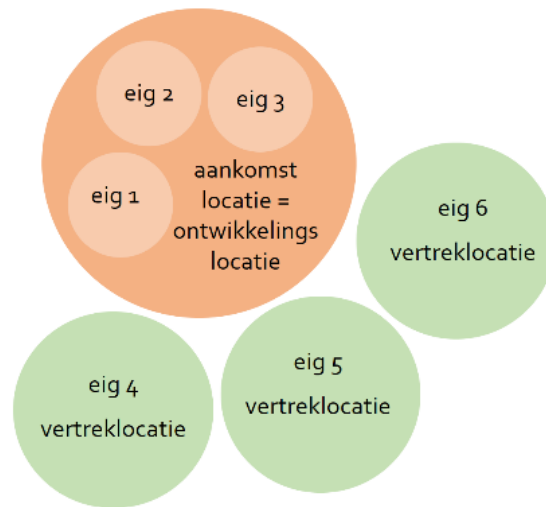 eig 2
eig 3
eig 1
aankomst
locatie =
ontwikkelings
locatie
eig 6
vertreklocatie
eig 4
vertreklocatie
eig 5
vertreklocatie